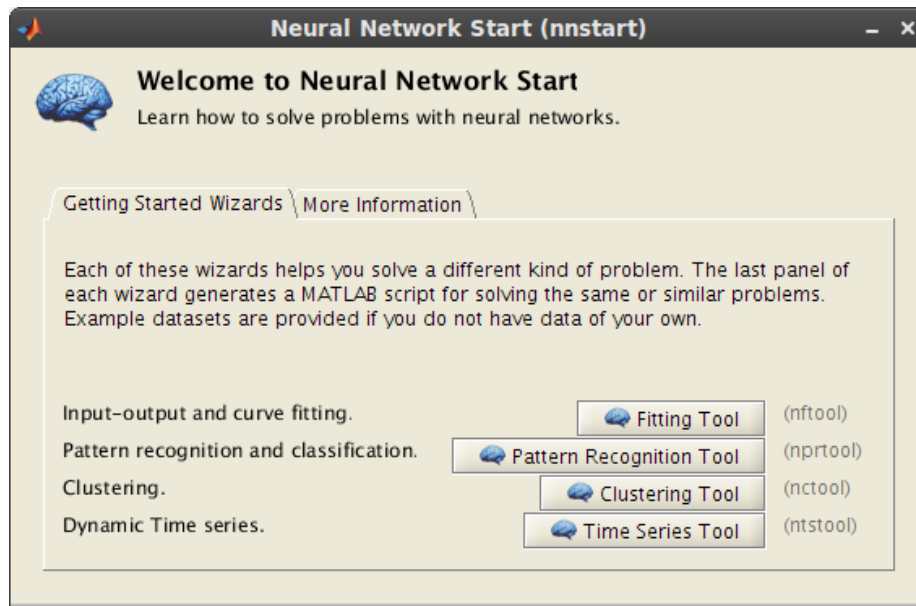 Neural Network Start (nnstart)
Welcome to Neural Network Start
Learn how to solve problems with neural networks.
Getting Started Wizards More Information
Each of these wizards helps you solve a different kind of problem. The last panel of
each wizard generates a MATLAB script for solving the same or similar problems.
Example datasets are provided if you do not have data of your own.
Input-output and curve fitting. Fitting Tool (nftool)
Pattern recognition and classification. Pattern Recognition Tool (nprtool)
Clustering. Clustering Tool (nctool)
Dynamic Time series. Time Series Tool (ntstool)